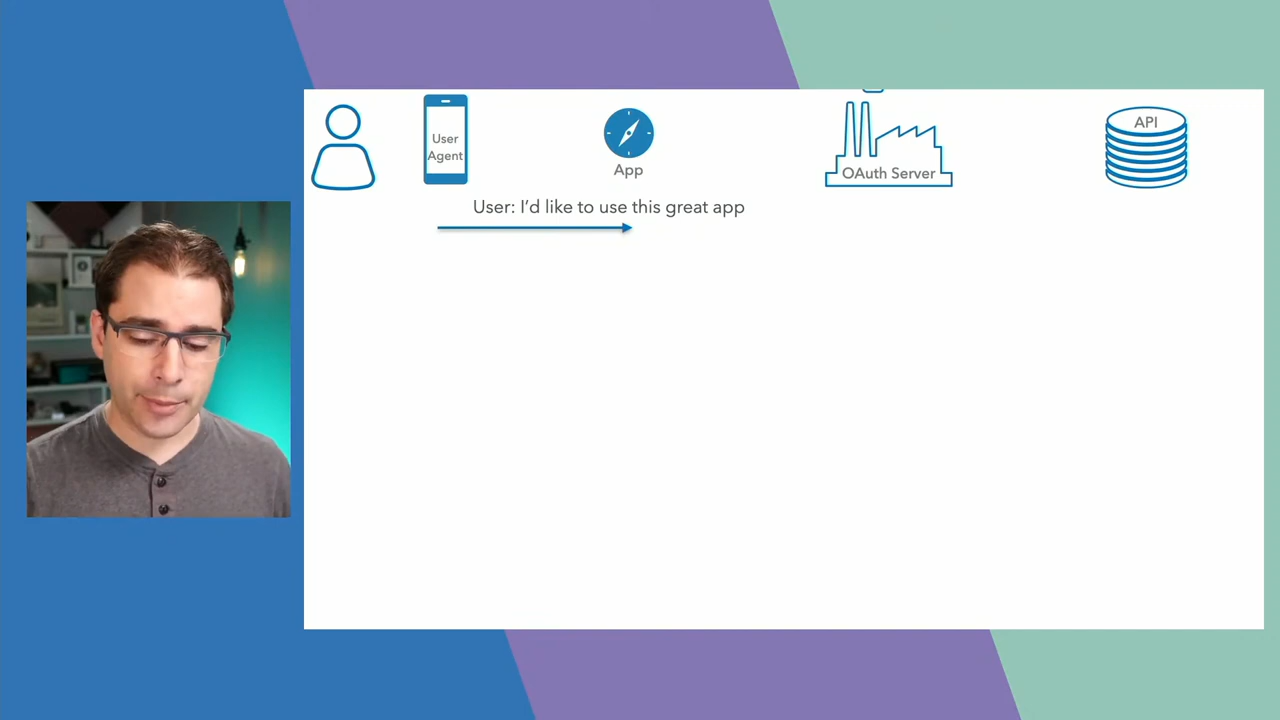 User
Agent
App
OAuth Server
API
User: I'd like to use this great app